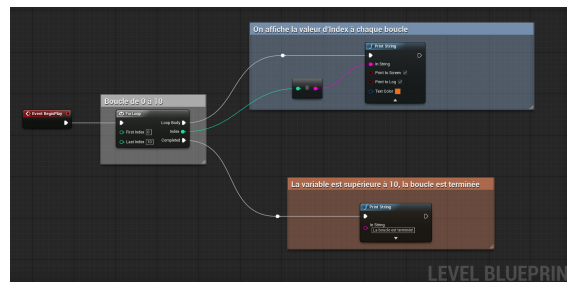 On affiche la valeur d'Index à chaque boucle
Print String
In String
Print to Screen
Print to Log
Text Color
Boucle de 0 à 10
Event BeginPlay
For Loop
Loop Body
First Index 0
Index
Last Index 10
Completed
La variable est supérieure à 10, la boucle est terminée
Print String
In String
La boucle est terminée!
LEVEL BLUEPRIN